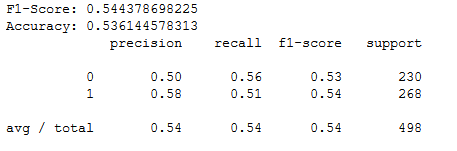 F1-Score: 0.544378698225
Accuracy: 0.536144578313
precision recall f1-score support
0 0.50 0.56 0.53 230
1 0.58 0.51 0.54 268
avg / total 0.54 0.54 0.54 498